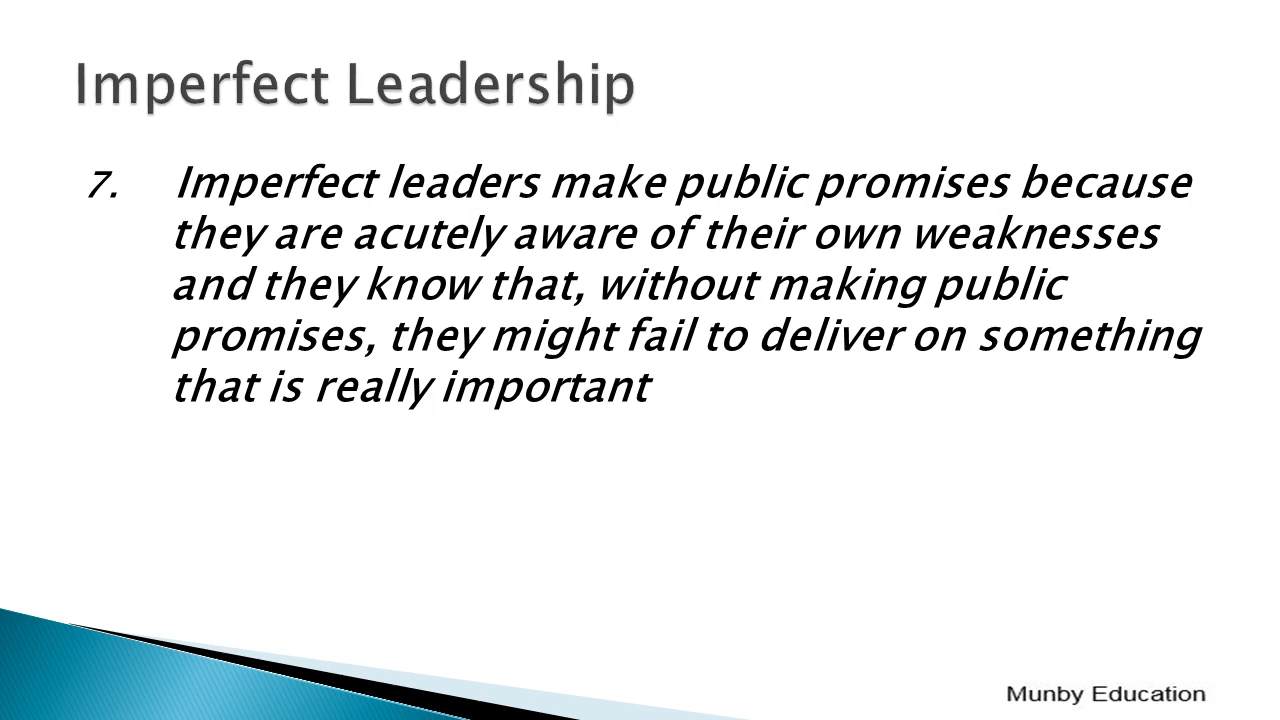 Imperfect Leadership
7. Imperfect leaders make public promises because
they are acutely aware of their own weaknesses
and they know that, without making public
promises, they might fail to deliver on something
that is really important
Munby Education